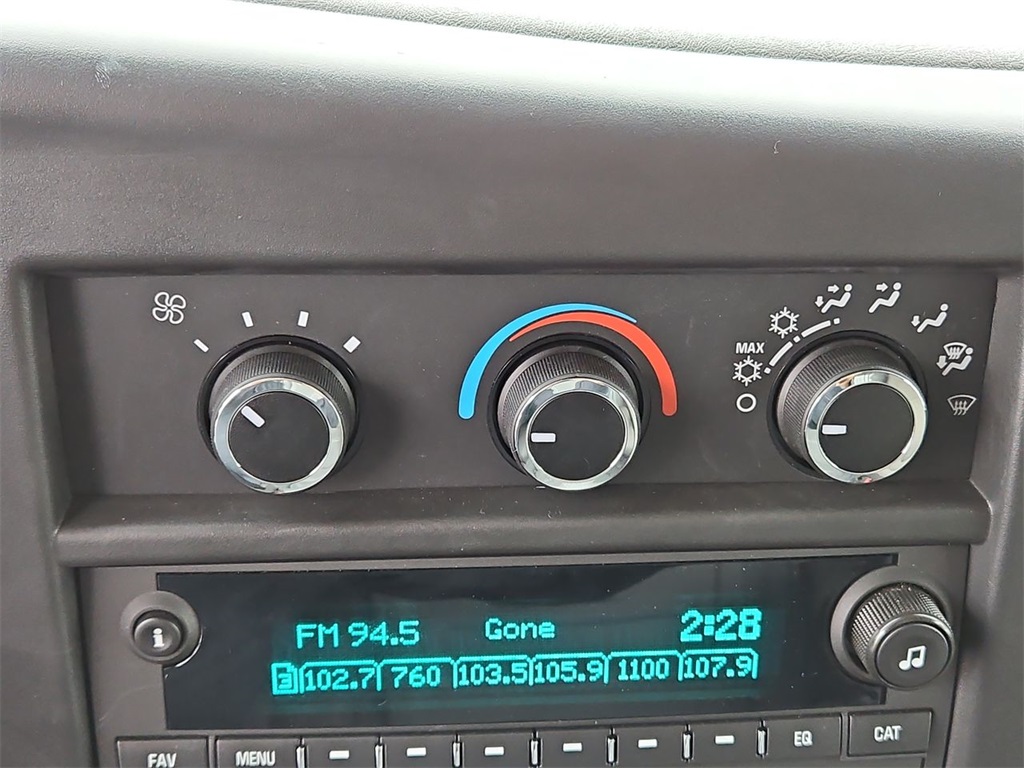 MAX
FM 94.5 Gone 2:28
3 102.7 760 103.5 105.9 1100 107.9
i
FAV MENU EQ CAT